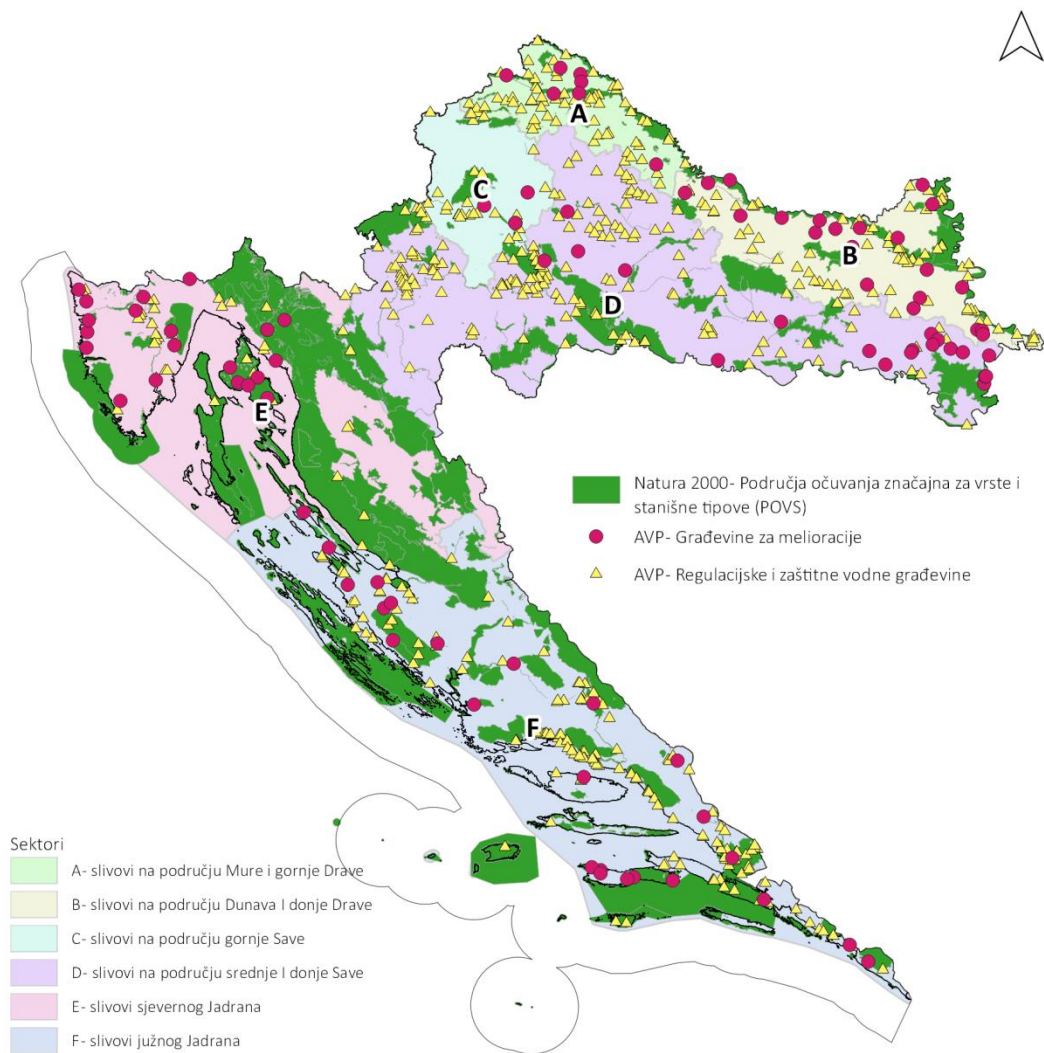 A
C
B
D
E
Natura 2000- Područja očuvanja značajna za vrste i
stanišne tipove (POVS)
AVP- Građevine za melioracije
AVP- Regulacijske i zaštitne vodne građevine
F
Sektori
A- slivovi na području Mure i gornje Drave
B- slivovi na području Dunava I donje Drave
C- slivovi na području gornje Save
D- slivovi na području srednje I donje Save
E- slivovi sjevernog Jadrana
F- slivovi južnog Jadrana